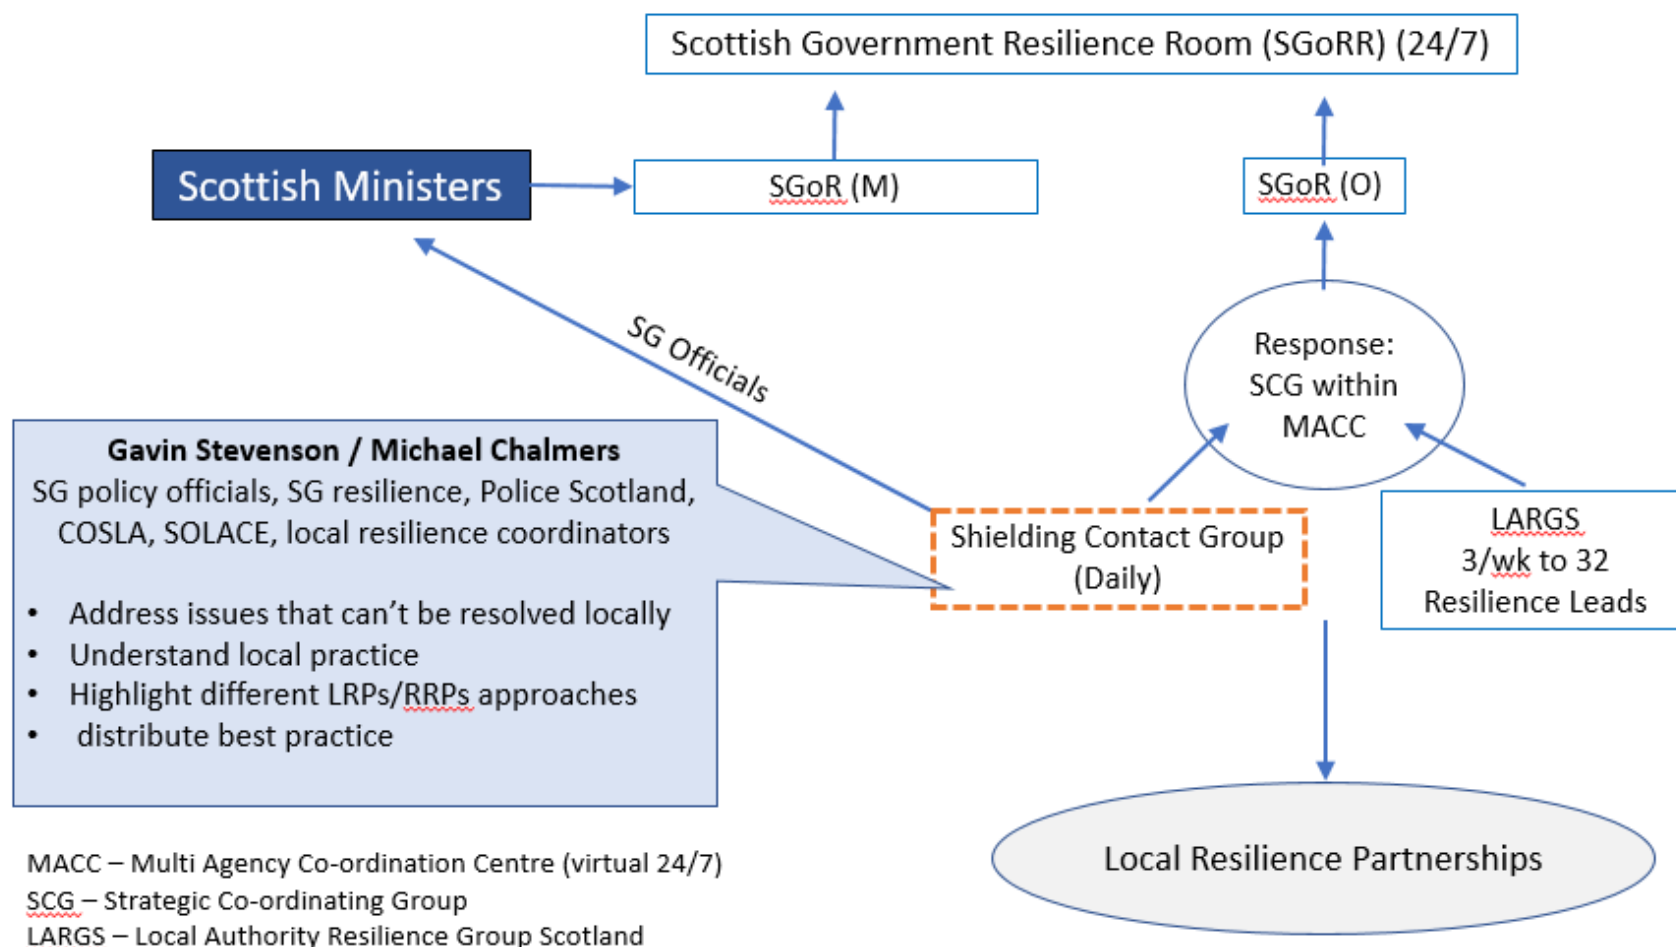 Scottish Government Resilience Room (SGoRR) (24/7)
Scottish Ministers
SGoR (M)
SGoR (O)
SG Officials
Response:
SCG within
MACC
Gavin Stevenson / Michael Chalmers
SG policy officials, SG resilience, Police Scotland,
COSLA, SOLACE, local resilience coordinators
• Address issues that can’t be resolved locally
• Understand local practice
• Highlight different LRPs/RRPs approaches
• distribute best practice
Shielding Contact Group
(Daily)
LARGS
3/wk to 32
Resilience Leads
Local Resilience Partnerships
MACC – Multi Agency Co-ordination Centre (virtual 24/7)
SCG – Strategic Co-ordinating Group
LARGS – Local Authority Resilience Group Scotland